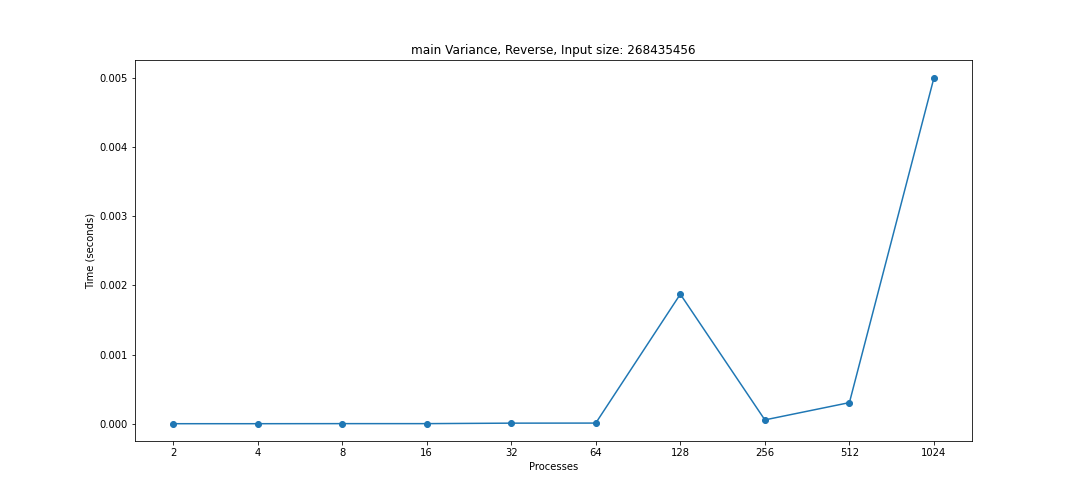 main Variance, Reverse, Input size: 268435456
0.005
0.004
0.003
0.002
0.001
0.000
Time (seconds)
2 4 8 16 32 64 128 256 512 1024
Processes